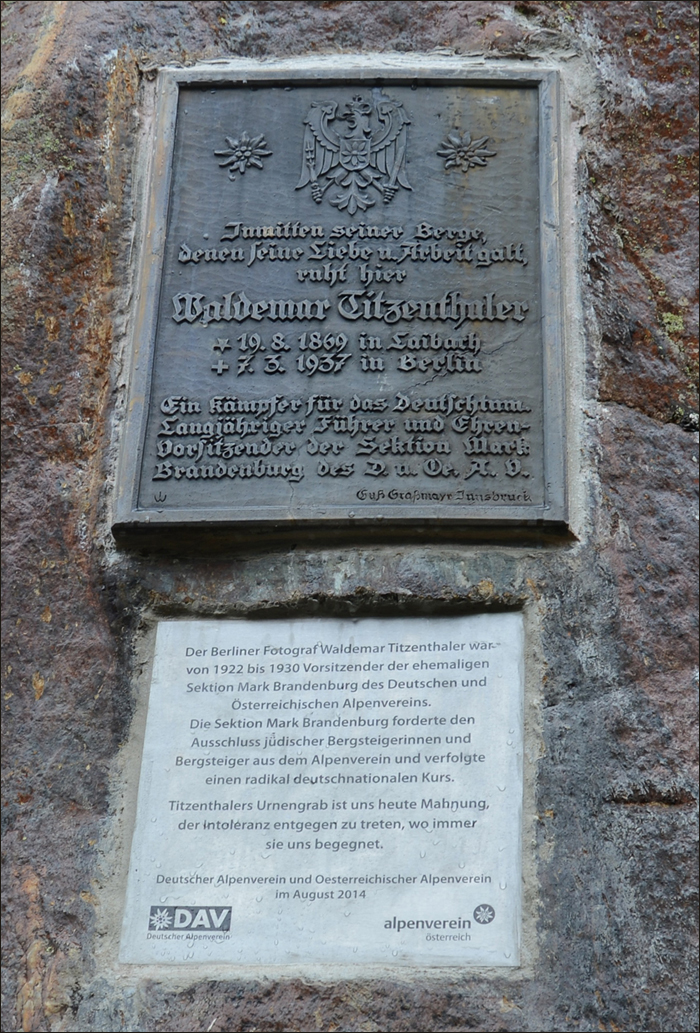 Inmitten seiner Berge,
denen seine Liebe u. Arbeit galt,
ruht hier
Waldemar Titzenthaler
* 19. 8. 1869 in Laibach
+ 7. 3. 1937 in Berlin
Ein Kämpfer für das Deutschtum.
Langjähriger Führer und Ehren-
Vorsitzender der Sektion Mark
Brandenburg des D. u. Oe. A. V.
Guß Graßmayr Innsbruck
Der Berliner Fotograf Waldemar Titzenthaler war
von 1922 bis 1930 Vorsitzender der ehemaligen
Sektion Mark Brandenburg des Deutschen und
Österreichischen Alpenvereins.
Die Sektion Mark Brandenburg forderte den
Ausschluss jüdischer Bergsteigerinnen und
Bergsteiger aus dem Alpenverein und verfolgte
einen radikal deutschnationalen Kurs.
Titzenthalers Urnengrab ist uns heute Mahnung,
der Intoleranz entgegen zu treten, wo immer
sie uns begegnet.
Deutscher Alpenverein und Oesterreichischer Alpenverein
im August 2014
DAV
Deutscher Alpenverein
alpenverein
österreich